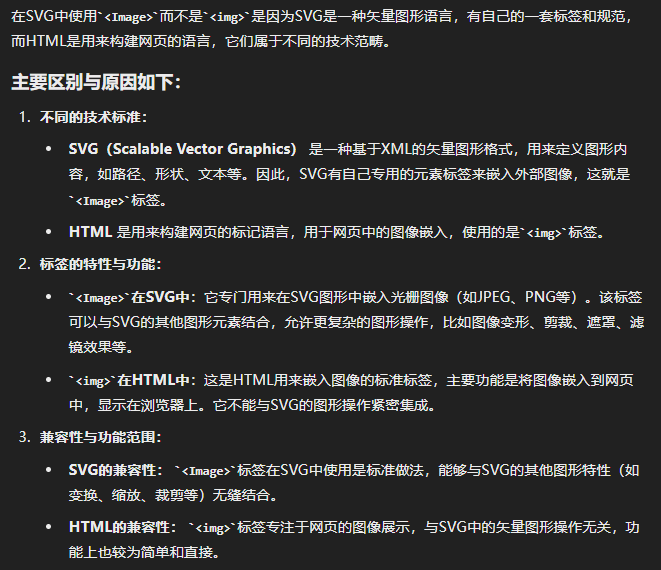 在SVG中使用`<Image>`而不是`<img>`是因为SVG是一种矢量图形语言，有自己的一套标签和规范，
而HTML是用来构建网页的语言，它们属于不同的技术范畴。
主要区别与原因如下：
1. 不同的技术标准：
• SVG（Scalable Vector Graphics） 是一种基于XML的矢量图形格式，用来定义图形内
容，如路径、形状、文本等。因此，SVG有自己专用的元素标签来嵌入外部图像，这就是
`<Image>`标签。
• HTML 是用来构建网页的标记语言，用于网页中的图像嵌入，使用的是`<img>`标签。
2. 标签的特性与功能：
• `<Image>`在SVG中：它专门用来在SVG图形中嵌入光栅图像（如JPEG、PNG等）。该标签
可以与SVG的其他图形元素结合，允许更复杂的图形操作，比如图像变形、剪裁、遮罩、滤
镜效果等。
• `<img>`在HTML中：这是HTML用来嵌入图像的标准标签，主要功能是将图像嵌入到网页
中，显示在浏览器上。它不能与SVG的图形操作紧密集成。
3. 兼容性与功能范围：
• SVG的兼容性： `<Image>`标签在SVG中使用是标准做法，能够与SVG的其他图形特性（如
变换、缩放、裁剪等）无缝结合。
• HTML的兼容性： `<img>`标签专注于网页的图像展示，与SVG中的矢量图形操作无关，功
能上也较为简单和直接。